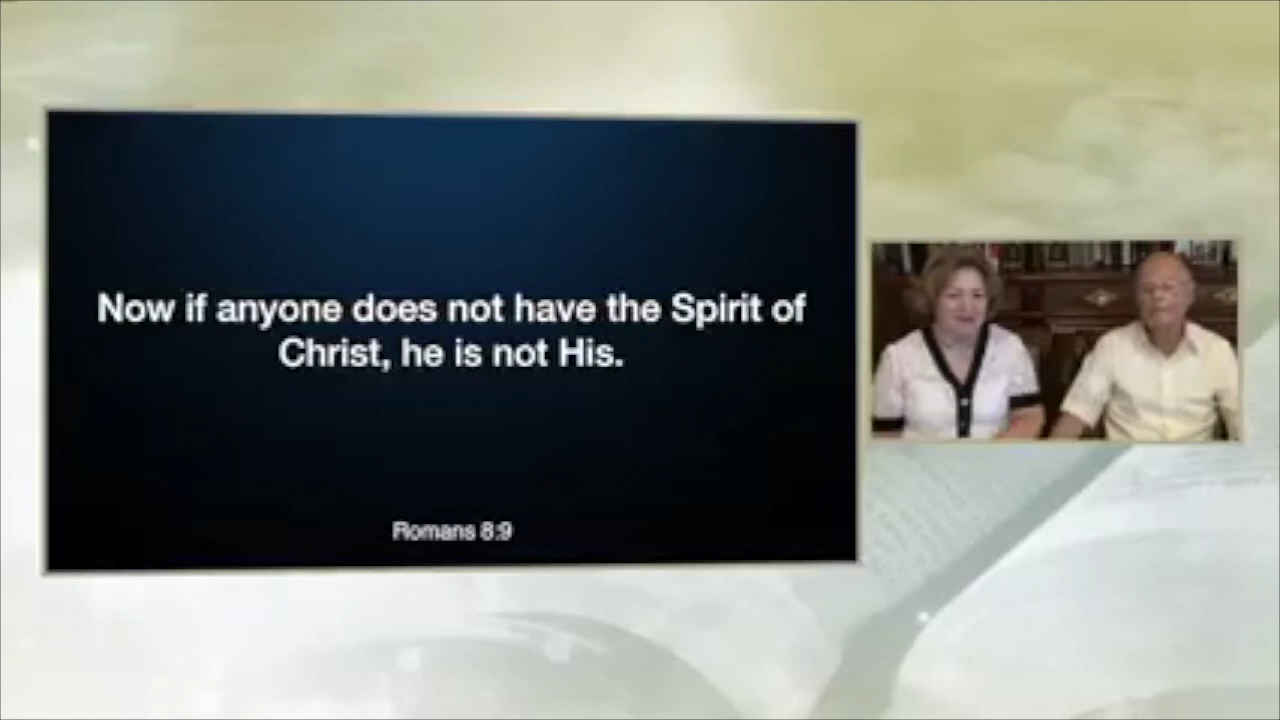 Now if anyone does not have the Spirit of
Christ, he is not His.
Romans 8:9